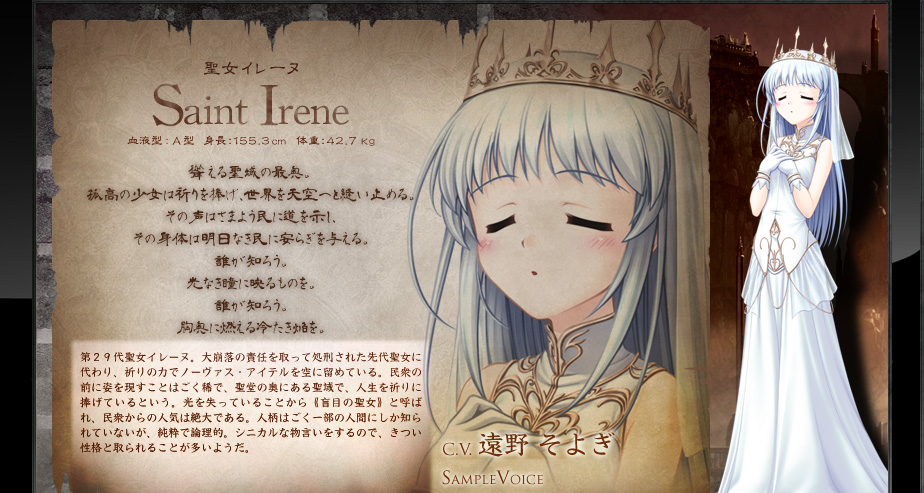 聖女イレーヌ
Saint Irene
血液型：A型　身長：155.3cm　体重：42.7kg
聳える聖域の最奥。
孤高の少女は祈りを捧げ、世界を天空へと縫い止める。
その声はさまよう民に道を示し、
その身体は明日なき民に安らぎを与える。
誰が知ろう。
光なき瞳に映るものを。
誰が知ろう。
胸奥に燃える冷たき焔を。
第２９代聖女イレーヌ。大崩落の責任を取って処刑された先代聖女に
代わり、祈りの力でノーヴァス・アイテルを空に留めている。民衆の
前に姿を現すことはごく稀で、聖堂の奥にある聖域で、人生を祈りに
捧げているという。光を失っていることから《盲目の聖女》と呼ば
れ、民衆からの人気は絶大である。人柄はごく一部の人間にしか知ら
れていないが、純粋で論理的。シニカルな物言いをするので、きつい
性格と取られることが多いようだ。
C.V. 遠野 そよぎ
SampleVoice